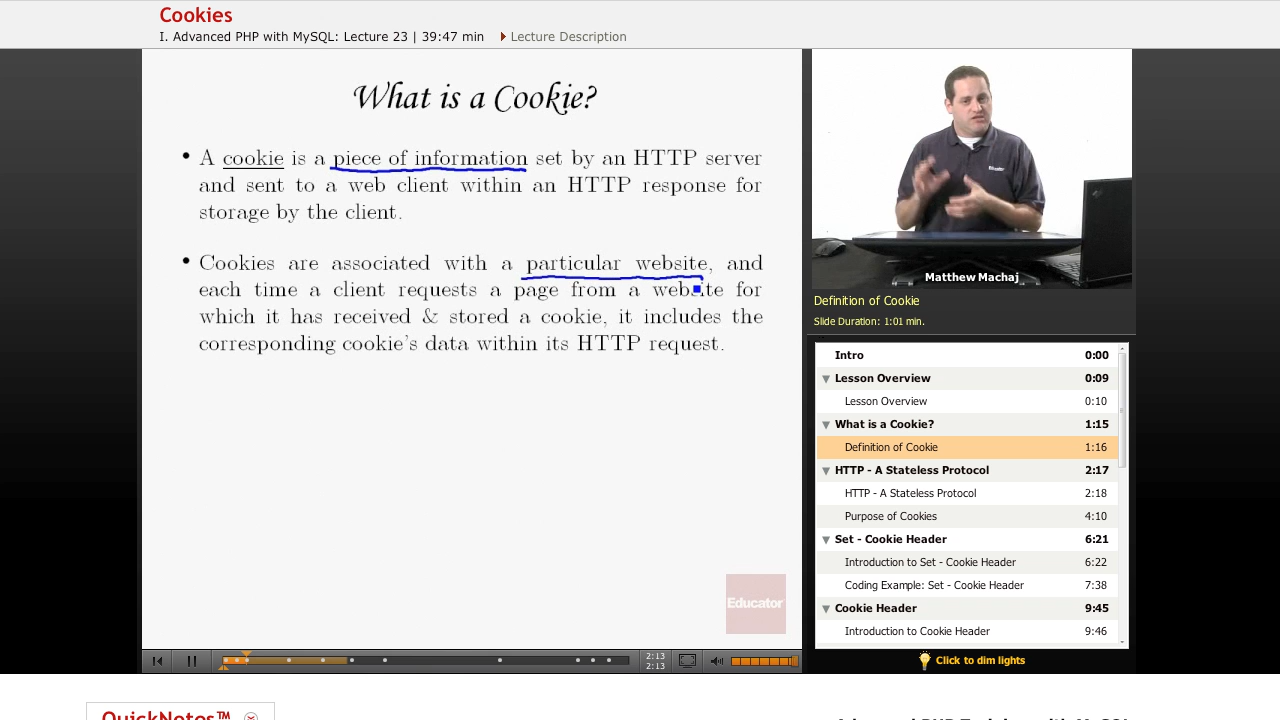 Cookies
I. Advanced PHP with MySQL: Lecture 23 | 39:47 min
Lecture Description
What is a Cookie?
• A cookie is a piece of information set by an HTTP server
and sent to a web client within an HTTP response for
storage by the client.
• Cookies are associated with a particular website, and
each time a client requests a page from a website for
which it has received & stored a cookie, it includes the
corresponding cookie's data within its HTTP request.
Educator
2:13
2:13
Matthew Machaj
Definition of Cookie
Slide Duration: 1:01 min.
Intro 0:00
Lesson Overview 0:09
Lesson Overview 0:10
What is a Cookie? 1:15
Definition of Cookie 1:16
HTTP - A Stateless Protocol 2:17
HTTP - A Stateless Protocol 2:18
Purpose of Cookies 4:10
Set - Cookie Header 6:21
Introduction to Set - Cookie Header 6:22
Coding Example: Set - Cookie Header 7:38
Cookie Header 9:45
Introduction to Cookie Header 9:46
Click to dim lights
QuickNotes™